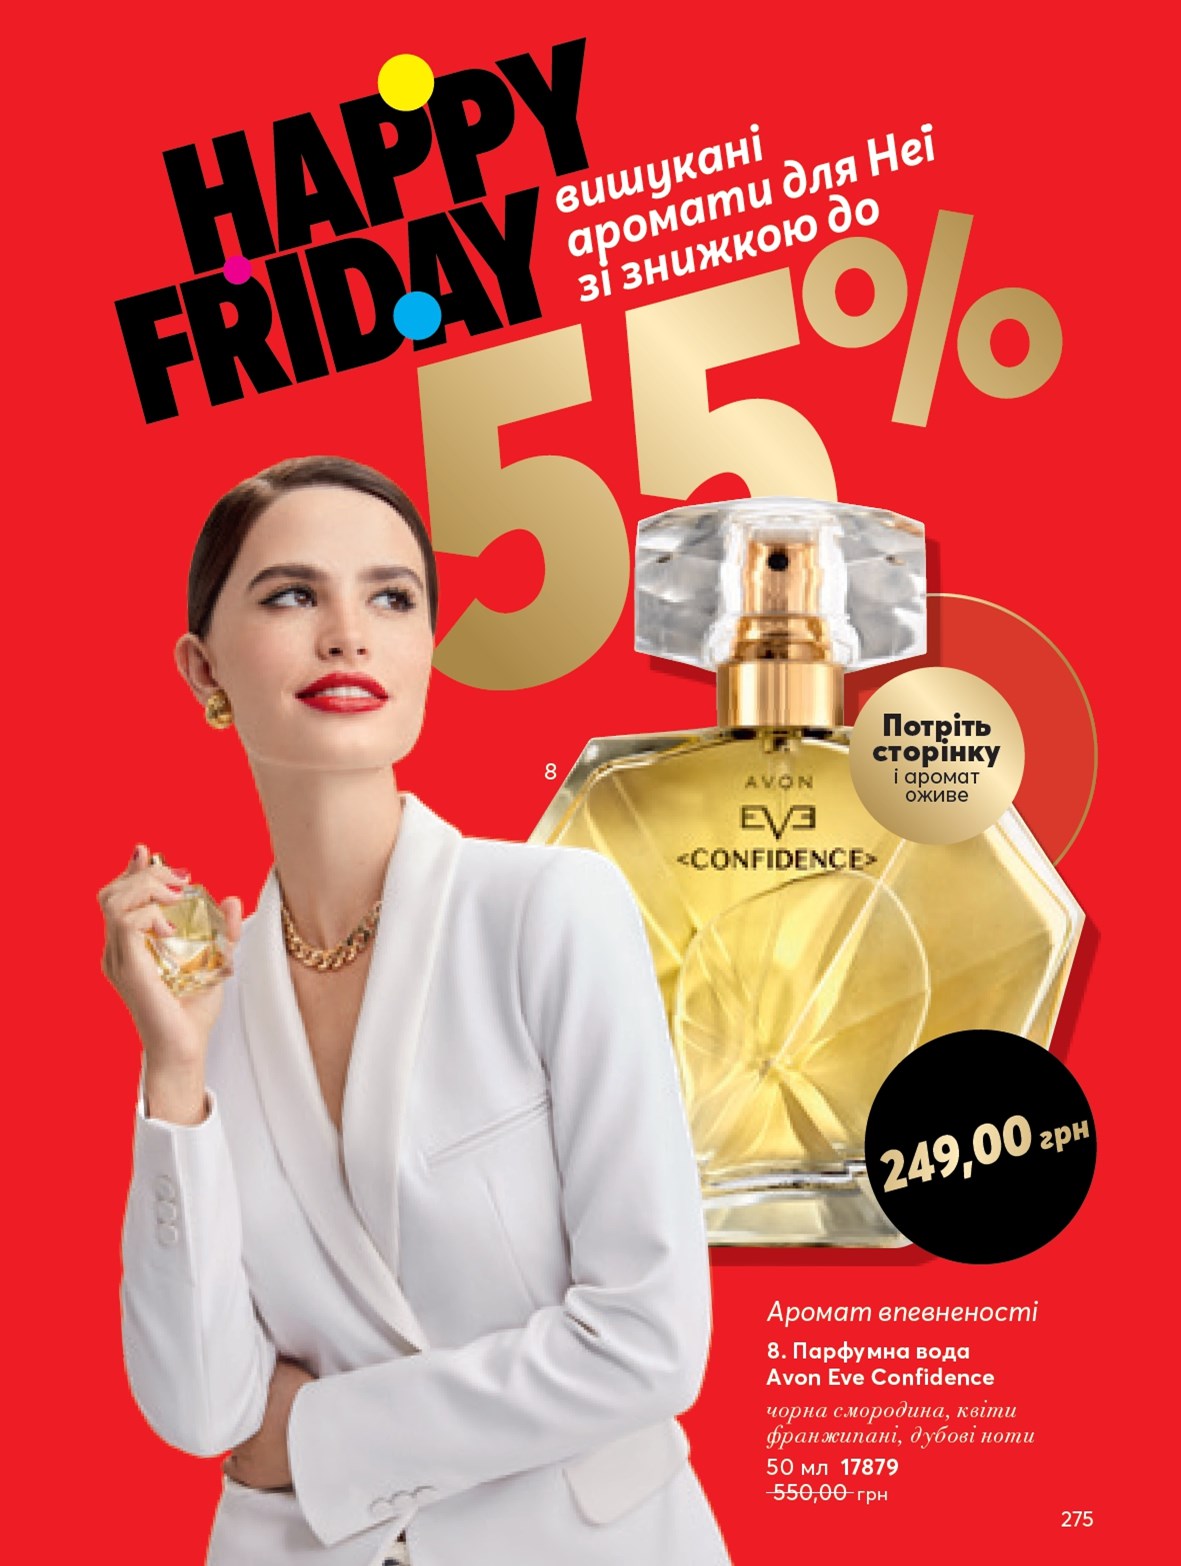 HAPPY
FRIDAY
вишукані
аромати для Неї
зі знижкою до
55%
8
AVON
EVE
<CONFIDENCE>
Потріть
сторінку
і аромат
оживе
249,00 грн
Аромат впевненості
8. Парфумна вода
Avon Eve Confidence
чорна смородина, квіти
франжипані, дубові ноти
50 мл 17879
550,00 грн
275